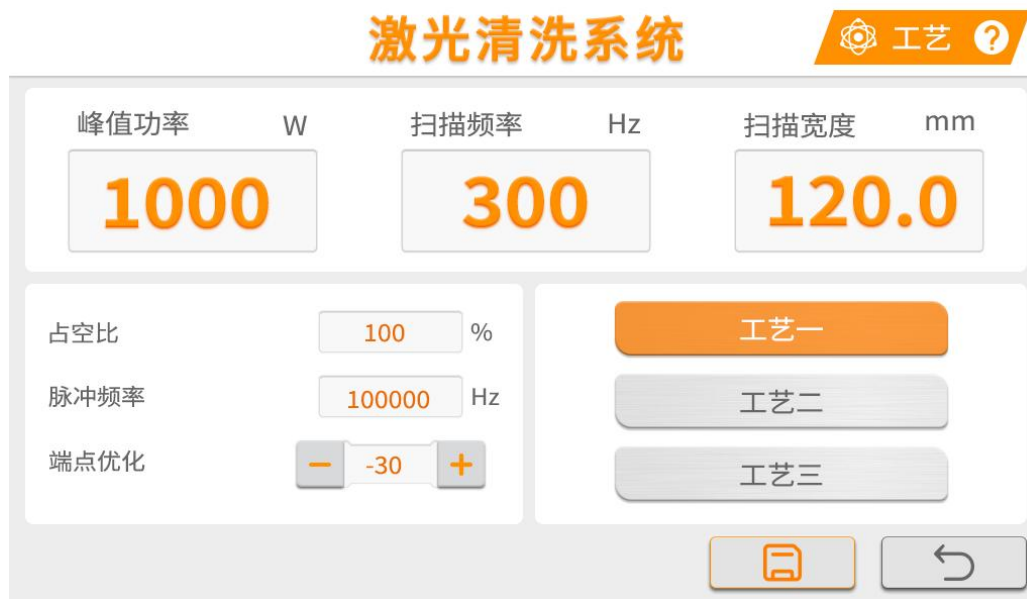 激光清洗系统
工艺 ?
峰值功率 W
扫描频率 Hz
扫描宽度 mm
1000
300
120.0
占空比 100 %
脉冲频率 100000 Hz
端点优化 − -30 +
工艺一
工艺二
工艺三